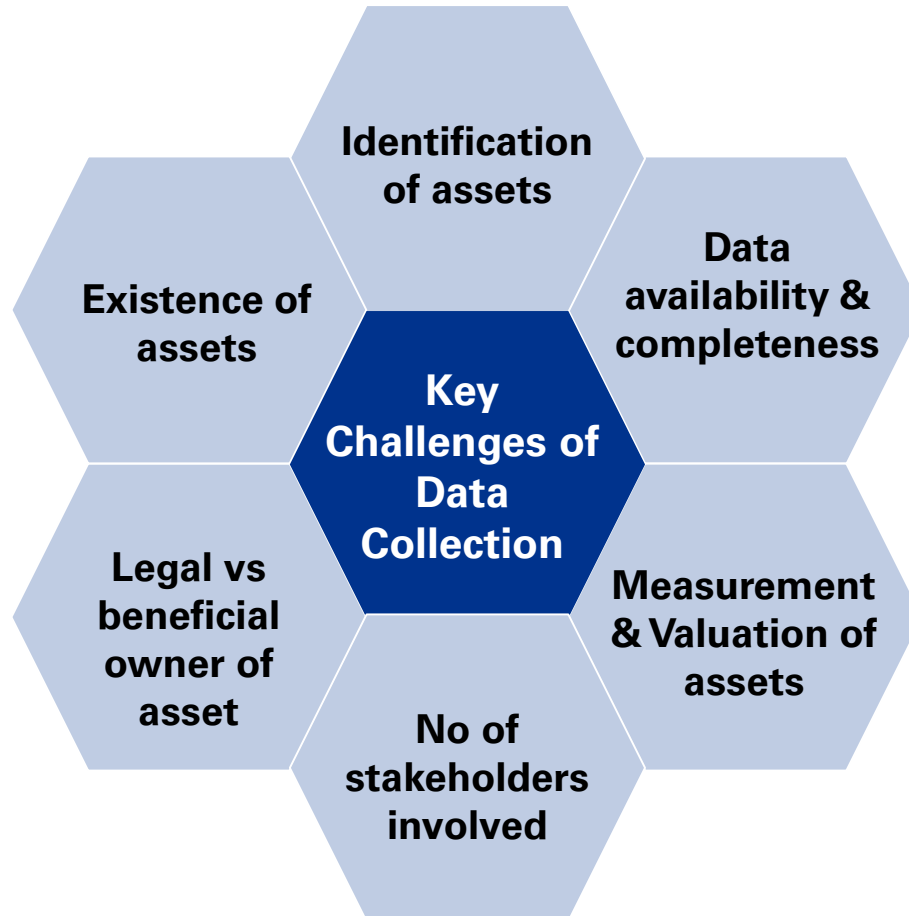 Identification
of assets
Data
availability &
completeness
Existence of
assets
Key
Challenges of
Data
Collection
Measurement
& Valuation of
assets
Legal vs
beneficial
owner of
asset
No of
stakeholders
involved